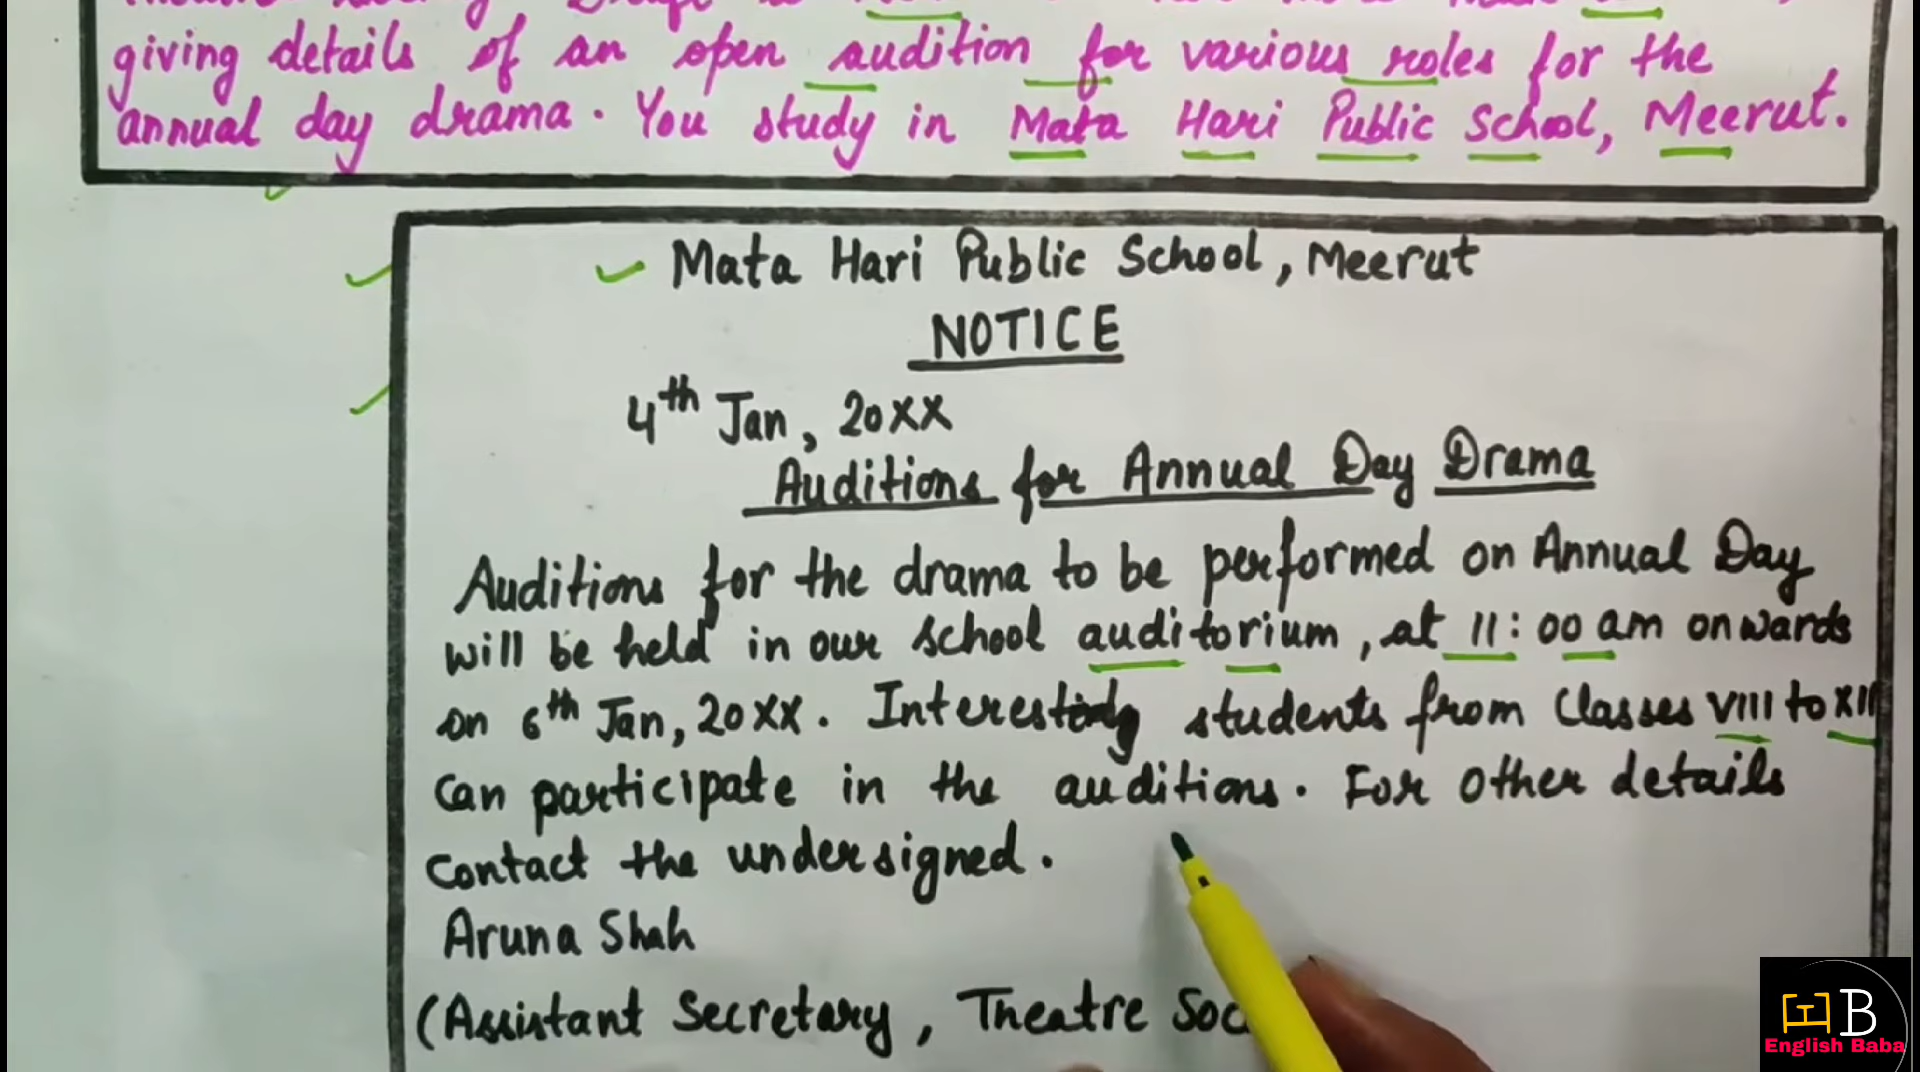 giving details of an open audition for various roles for the
annual day drama. You study in Mata Hari Public School, Meerut.
Mata Hari Public School, Meerut
NOTICE
4th Jan, 20XX
Auditions for Annual Day Drama
Auditions for the drama to be performed on Annual Day
will be held in our school auditorium, at 11:00 am onwards
on 6th Jan, 20XX. Interesting students from Classes VIII to XII
can participate in the auditions. For other details
contact the undersigned.
Aruna Shah
(Assistant Secretary, Theatre Soc
English Baba